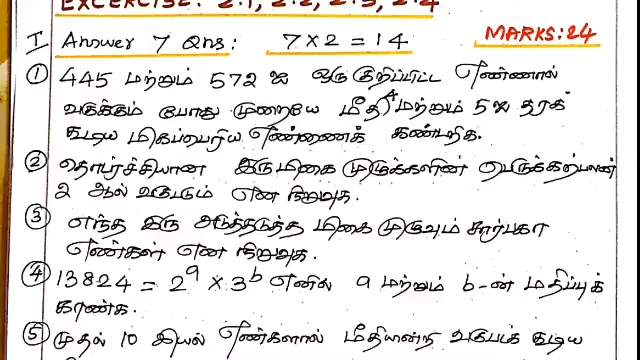 EXCERCISE: 2.1, 2.2, 2.3, 2.4
I Answer 7 Qns: 7×2=14 MARKS:24
① 445 மற்றும் 572 ஐ ஒரு குறிப்பிட்ட எண்ணால்
வகுக்கும் போது முறையே மீதி 4 மற்றும் 5 ஐ தரக்
கூடிய மிகப்பெரிய எண்ணைக் கண்டறிக.
② தொடர்ச்சியான இருமிகை முழுக்களின் பெருக்கற்பலன்
2 ஆல் வகுபடும் என நிறுவுக.
③ எந்த இரு அடுத்தடுத்த மிகை முழுவும் சார்பகா
எண்கள் என நிறுவுக.
④ 13824 = 2^a × 3^b எனில் a மற்றும் b-ன் மதிப்புக்
காண்க.
⑤ முதல் 10 இயல் எண்களால் மீதியின்றி வகுபடக் கூடிய